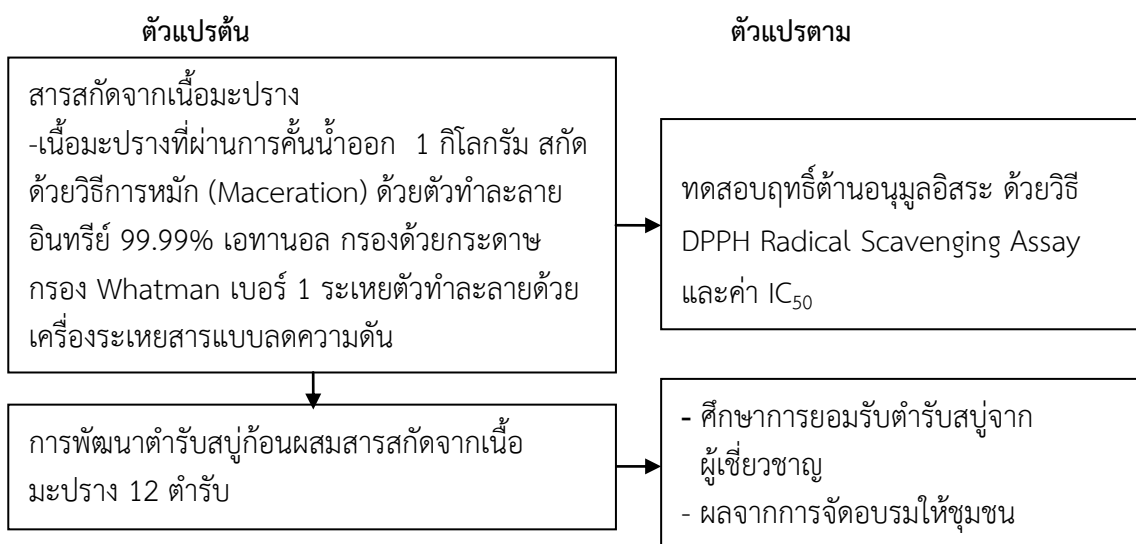 ตัวแปรต้น
ตัวแปรตาม
สารสกัดจากเนื้อมะปราง
-เนื้อมะปรางที่ผ่านการคั้นน้ำออก 1 กิโลกรัม สกัด
ด้วยวิธีการหมัก (Maceration) ด้วยตัวทำละลาย
อินทรีย์ 99.99% เอทานอล กรองด้วยกระดาษ
กรอง Whatman เบอร์ 1 ระเหยตัวทำละลายด้วย
เครื่องระเหยสารแบบลดความดัน
ทดสอบฤทธิ์ต้านอนุมูลอิสระ ด้วยวิธี
DPPH Radical Scavenging Assay
และค่า IC₅₀
การพัฒนาตำรับสบู่ก้อนผสมสารสกัดจากเนื้อ
มะปราง 12 ตำรับ
- ศึกษาการยอมรับตำรับสบู่จาก
ผู้เชี่ยวชาญ
- ผลจากการจัดอบรมให้ชุมชน